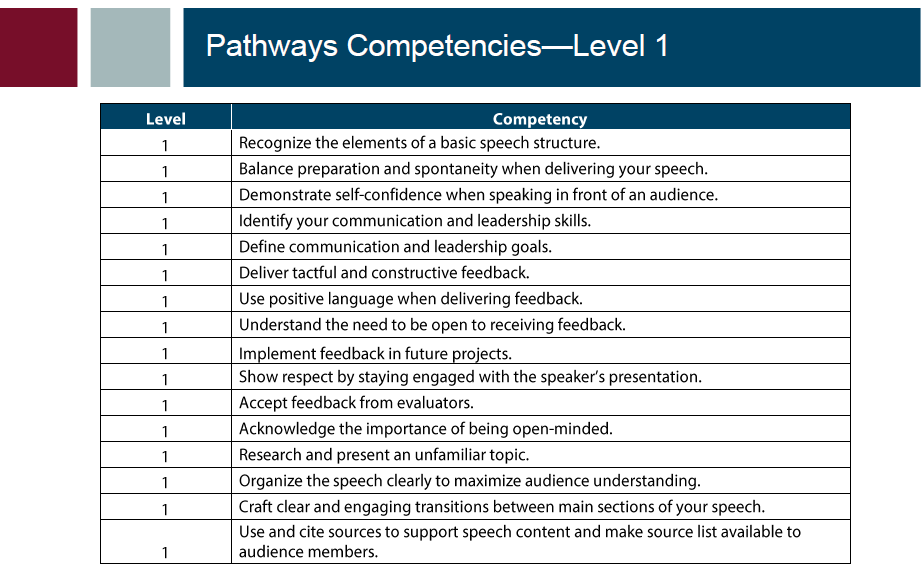 Pathways Competencies—Level 1
Level Competency
1 Recognize the elements of a basic speech structure.
1 Balance preparation and spontaneity when delivering your speech.
1 Demonstrate self-confidence when speaking in front of an audience.
1 Identify your communication and leadership skills.
1 Define communication and leadership goals.
1 Deliver tactful and constructive feedback.
1 Use positive language when delivering feedback.
1 Understand the need to be open to receiving feedback.
1 Implement feedback in future projects.
1 Show respect by staying engaged with the speaker’s presentation.
1 Accept feedback from evaluators.
1 Acknowledge the importance of being open-minded.
1 Research and present an unfamiliar topic.
1 Organize the speech clearly to maximize audience understanding.
1 Craft clear and engaging transitions between main sections of your speech.
1 Use and cite sources to support speech content and make source list available to
audience members.